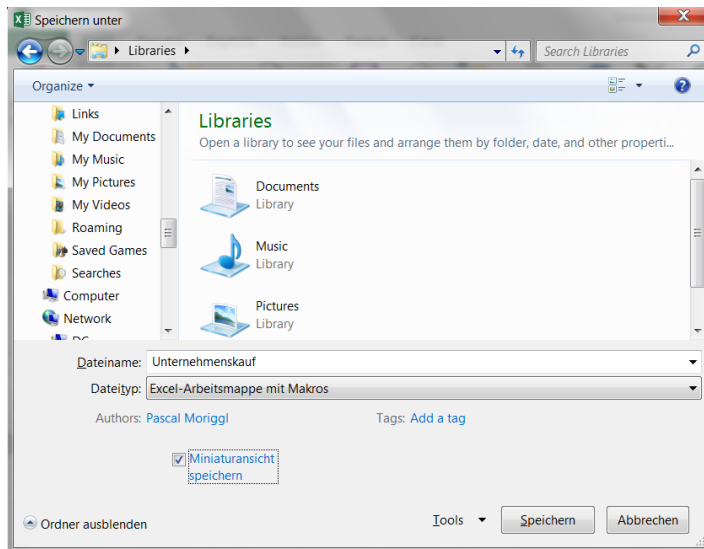 Speichern unter
Libraries
Search Libraries
Organize
Links
My Documents
My Music
My Pictures
My Videos
Roaming
Saved Games
Searches
Computer
Network
Libraries
Open a library to see your files and arrange them by folder, date, and other properti...
Documents
Library
Music
Library
Pictures
Library
Dateiname: Unternehmenskauf
Dateityp: Excel-Arbeitsmappe mit Makros
Authors: Pascal Moriggl Tags: Add a tag
Miniaturansicht
speichern
Ordner ausblenden Tools Speichern Abbrechen